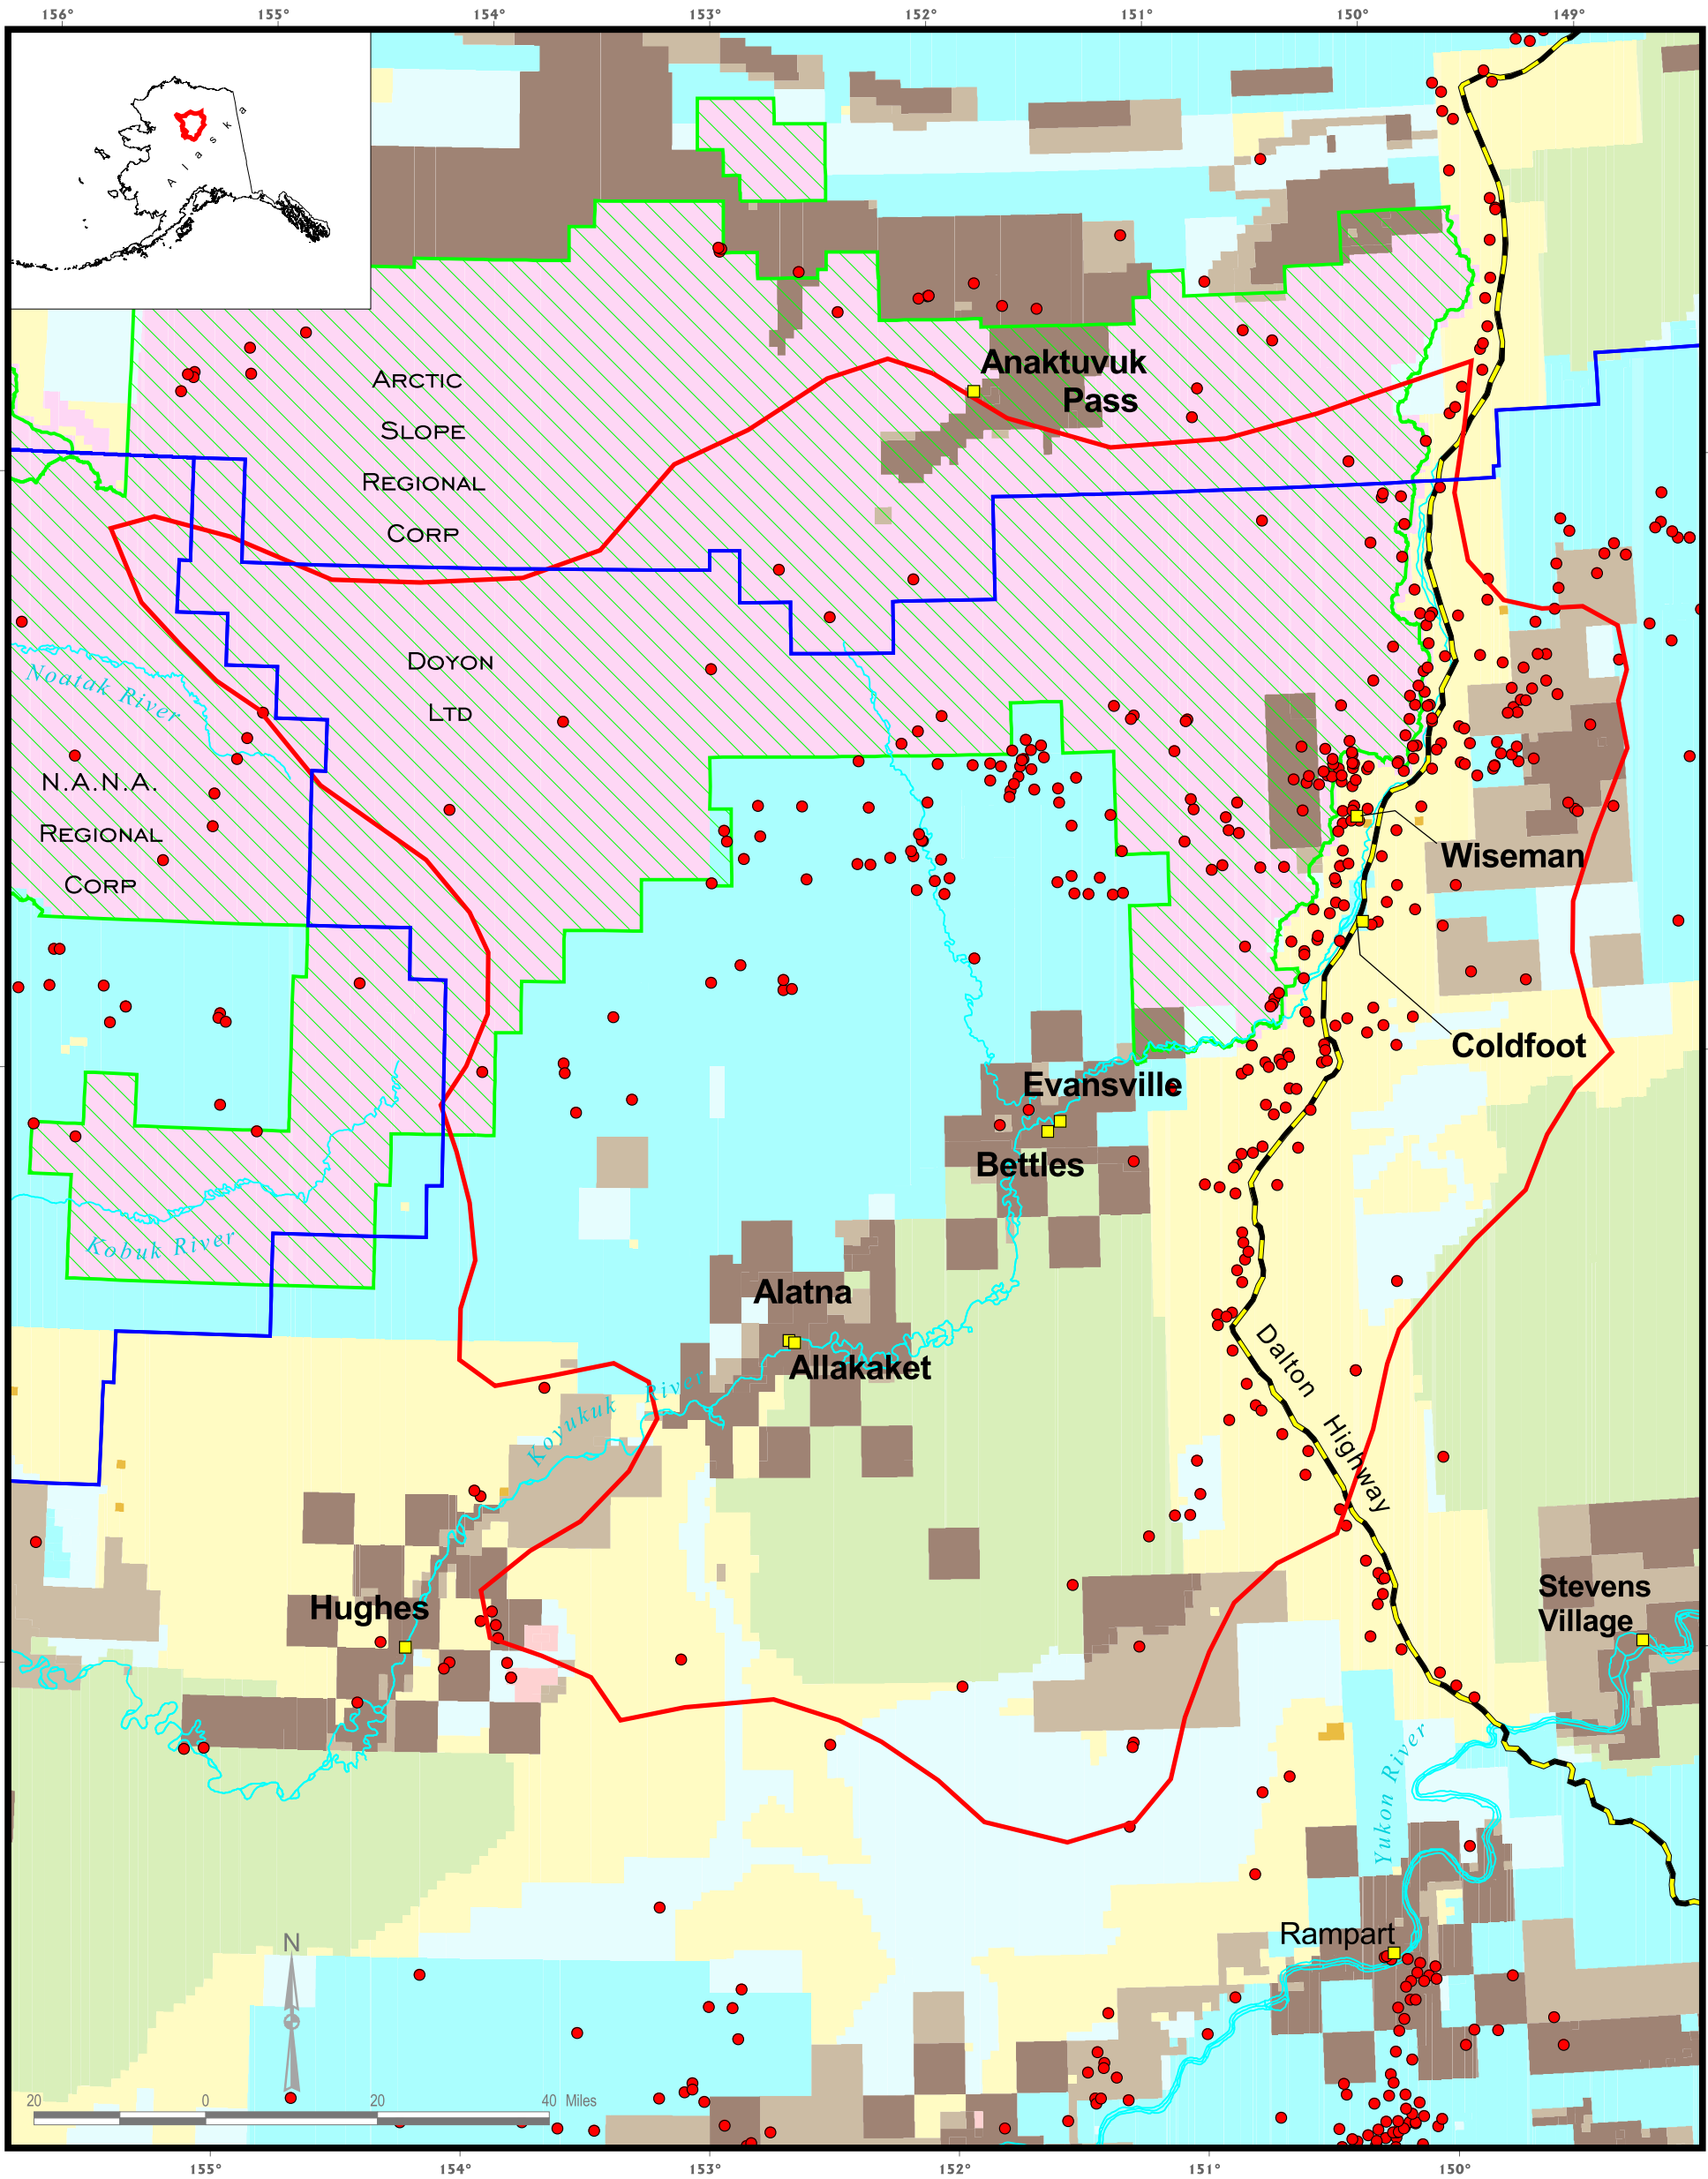 156° 155° 154° 153° 152° 151° 150° 149°
Alaska
Anaktuvuk
Pass
ARCTIC
SLOPE
REGIONAL
CORP
DOYON
LTD
Noatak River
N.A.N.A.
REGIONAL
CORP
Wiseman
Coldfoot
Evansville
Bettles
Kobuk River
Alatna
Allakaket
Dalton
Highway
Koyukuk River
Hughes
Stevens
Village
Yukon River
Rampart
N
20 0 20 40 Miles
155° 154° 153° 152° 151° 150°